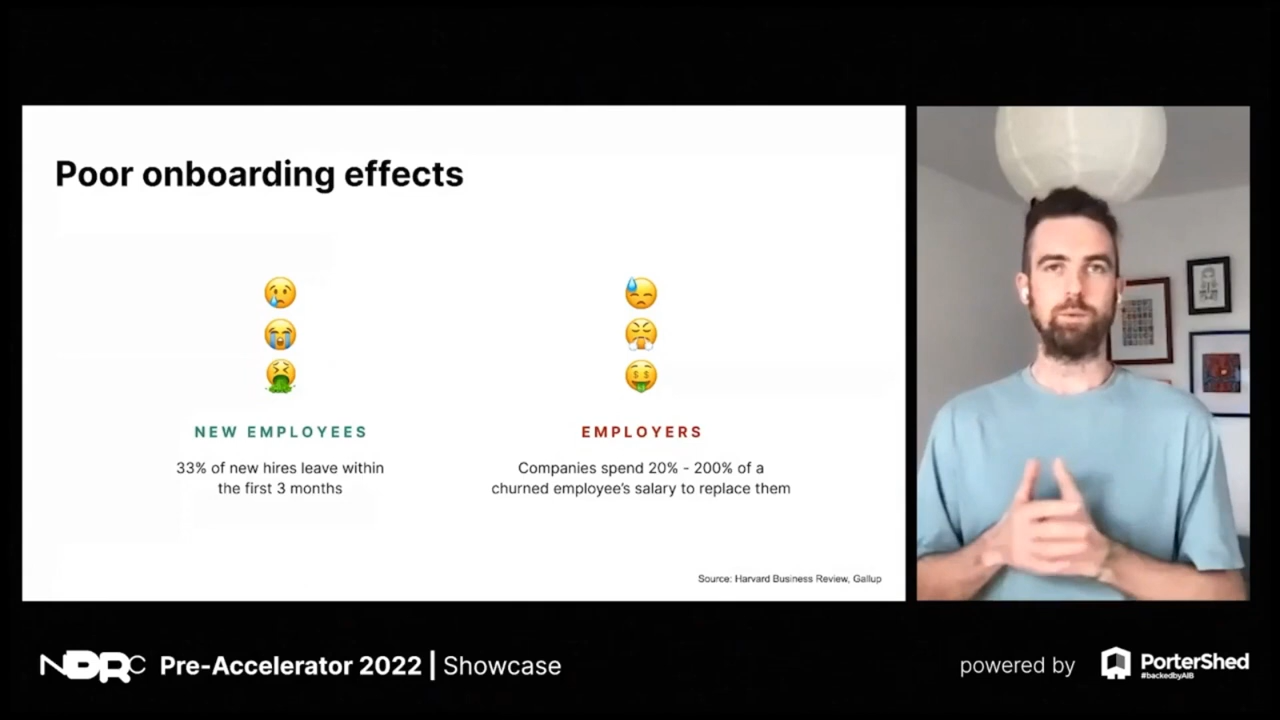 Poor onboarding effects
NEW EMPLOYEES
33% of new hires leave within
the first 3 months
EMPLOYERS
Companies spend 20% - 200% of a
churned employee's salary to replace them
Source: Harvard Business Review, Gallup
NDRC Pre-Accelerator 2022 | Showcase
powered by PorterShed
#backedbyAIB